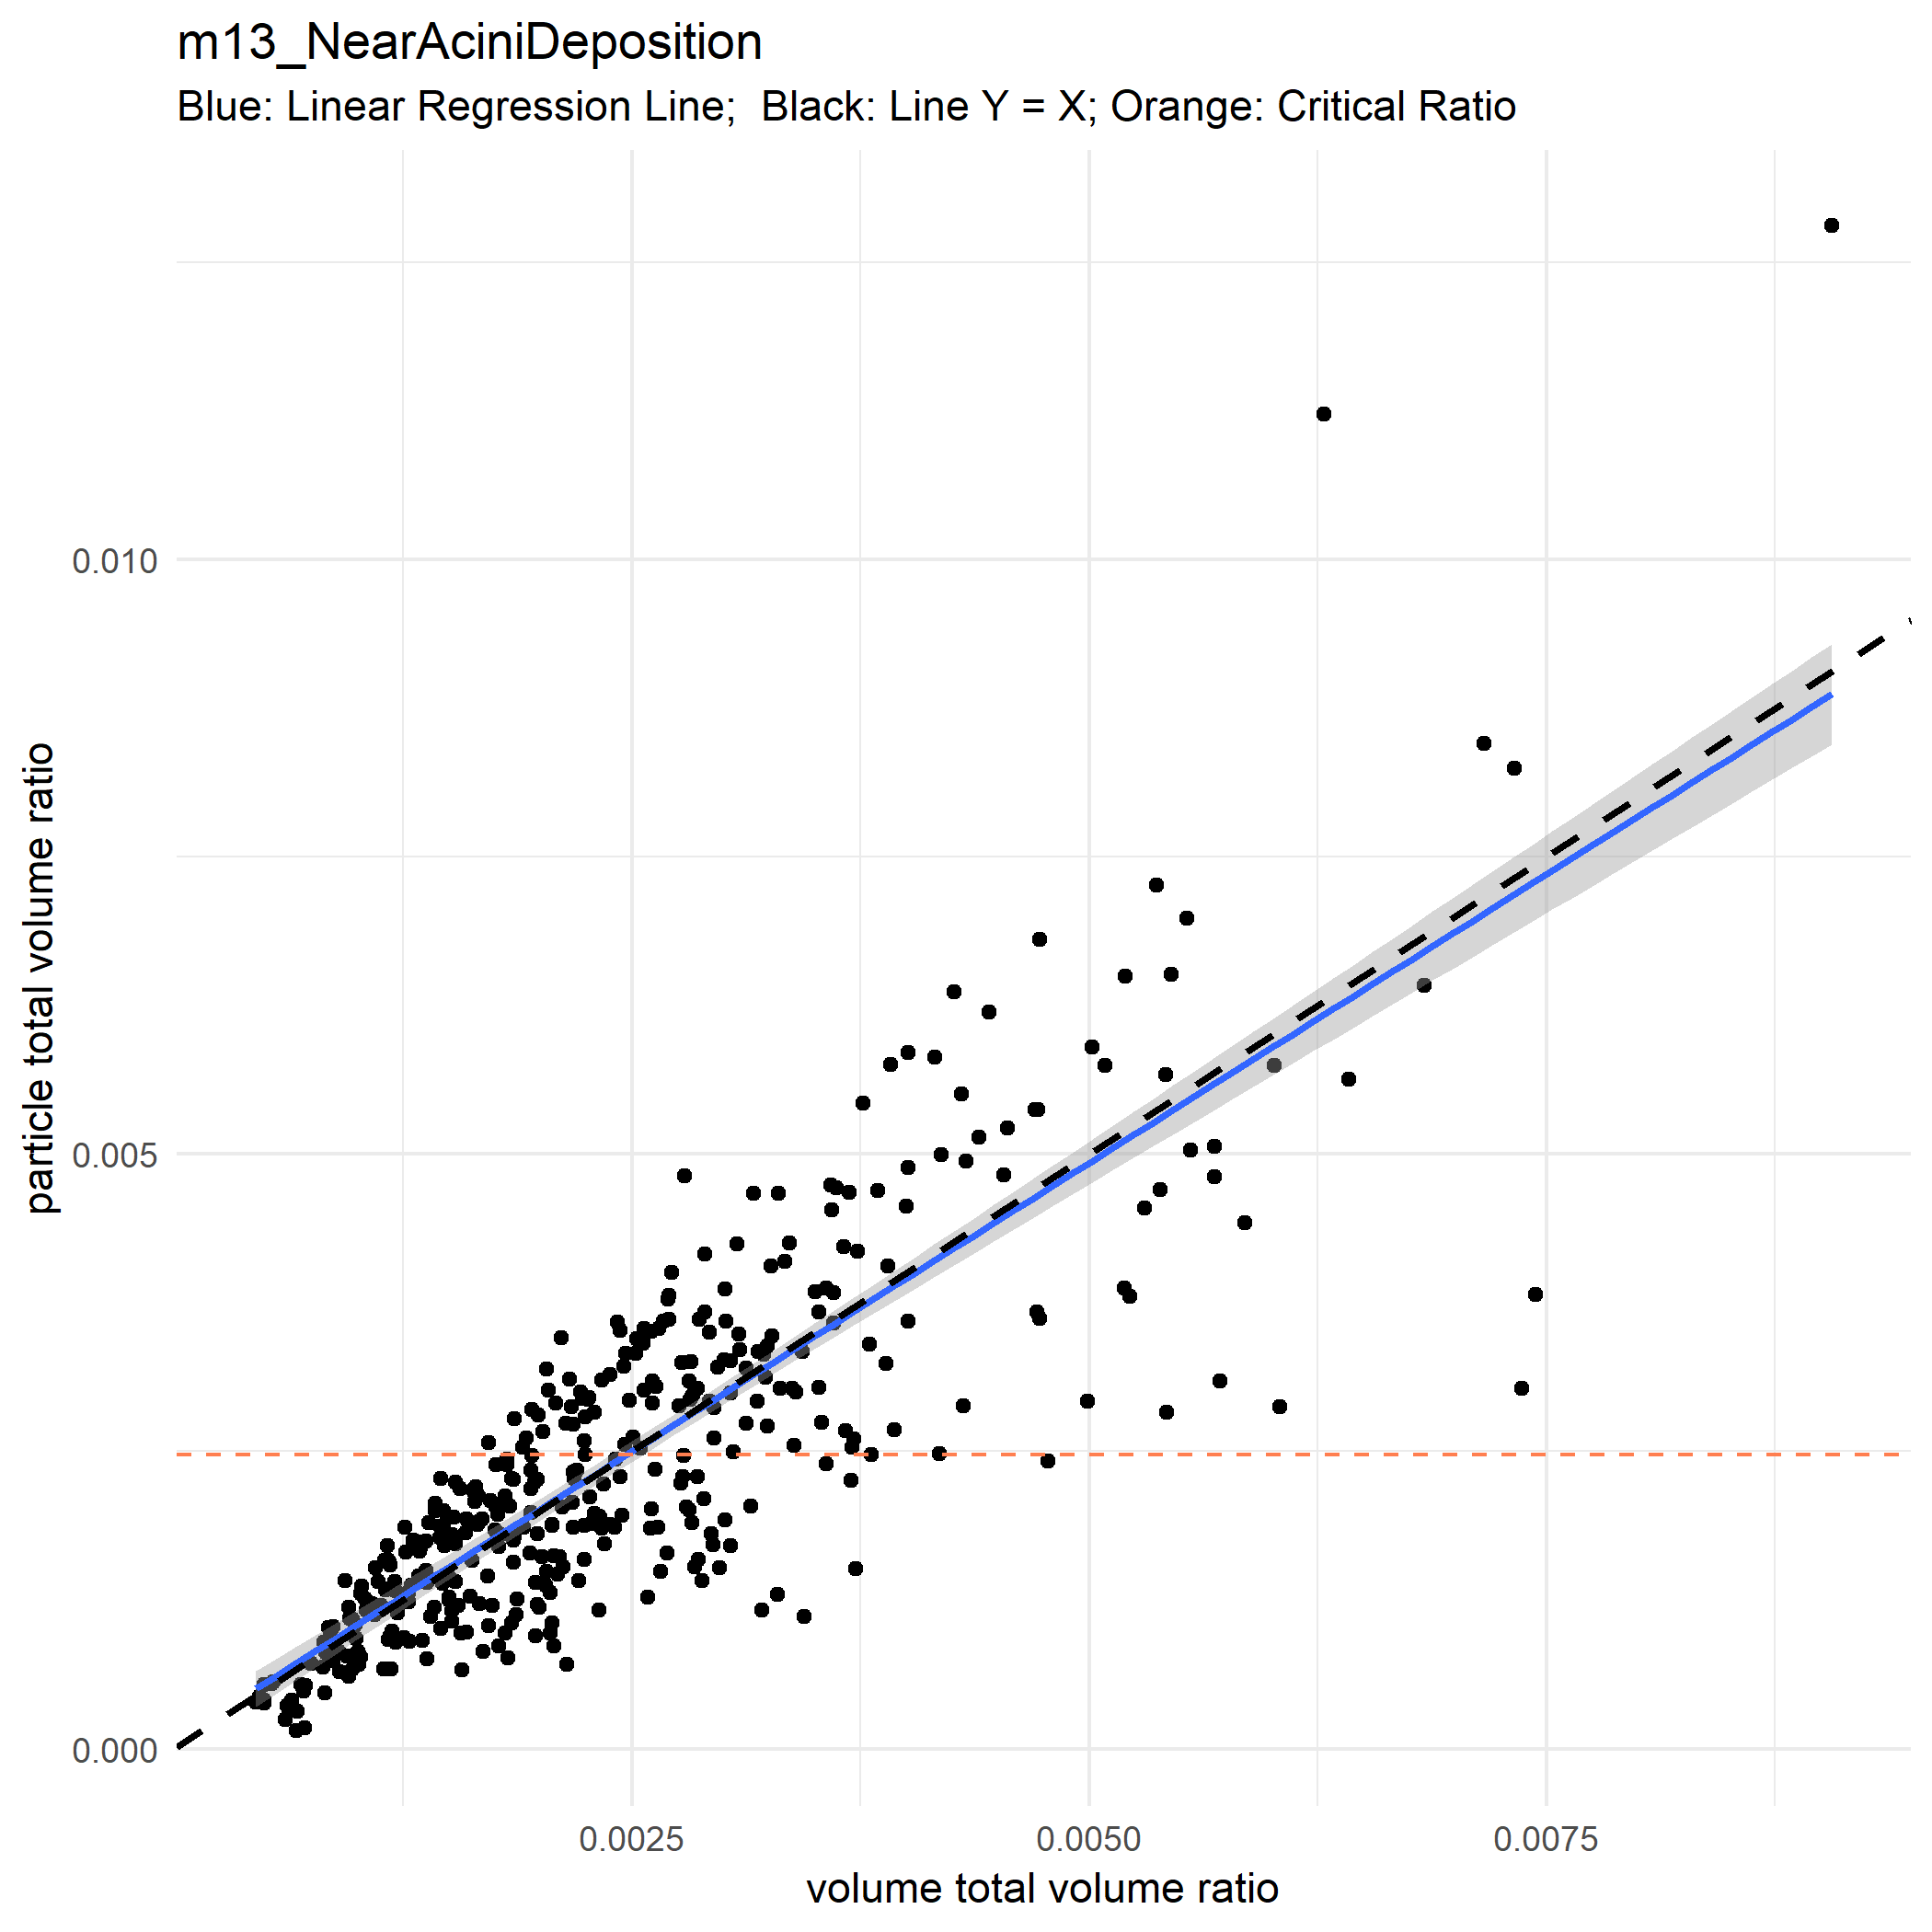 m13_NearAciniDeposition
Blue: Linear Regression Line;  Black: Line Y = X; Orange: Critical Ratio
particle total volume ratio
0.010
0.005
0.000
0.0025
0.0050
0.0075
volume total volume ratio